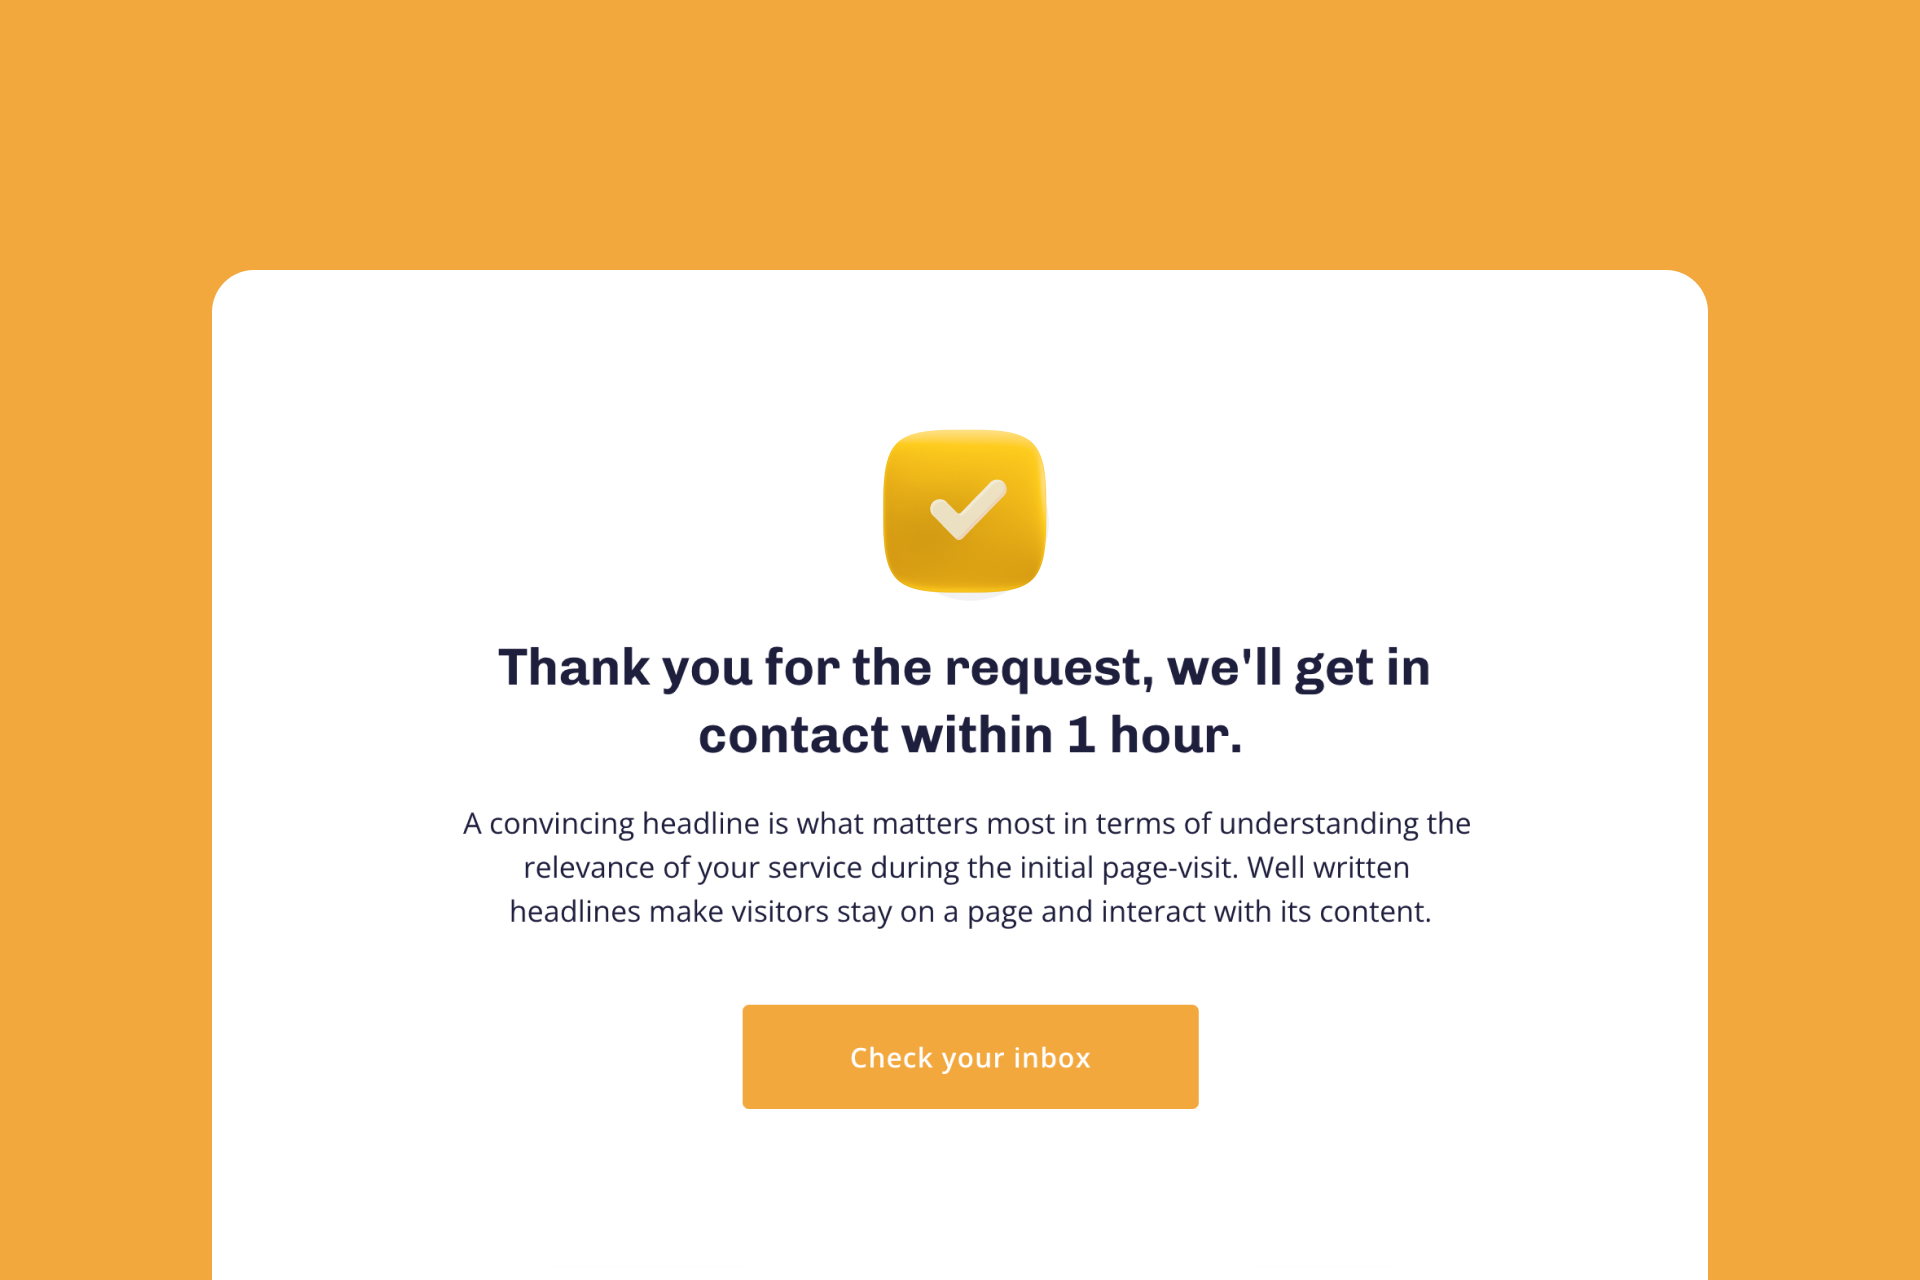 Thank you for the request, we'll get in
contact within 1 hour.
A convincing headline is what matters most in terms of understanding the
relevance of your service during the initial page-visit. Well written
headlines make visitors stay on a page and interact with its content.
Check your inbox